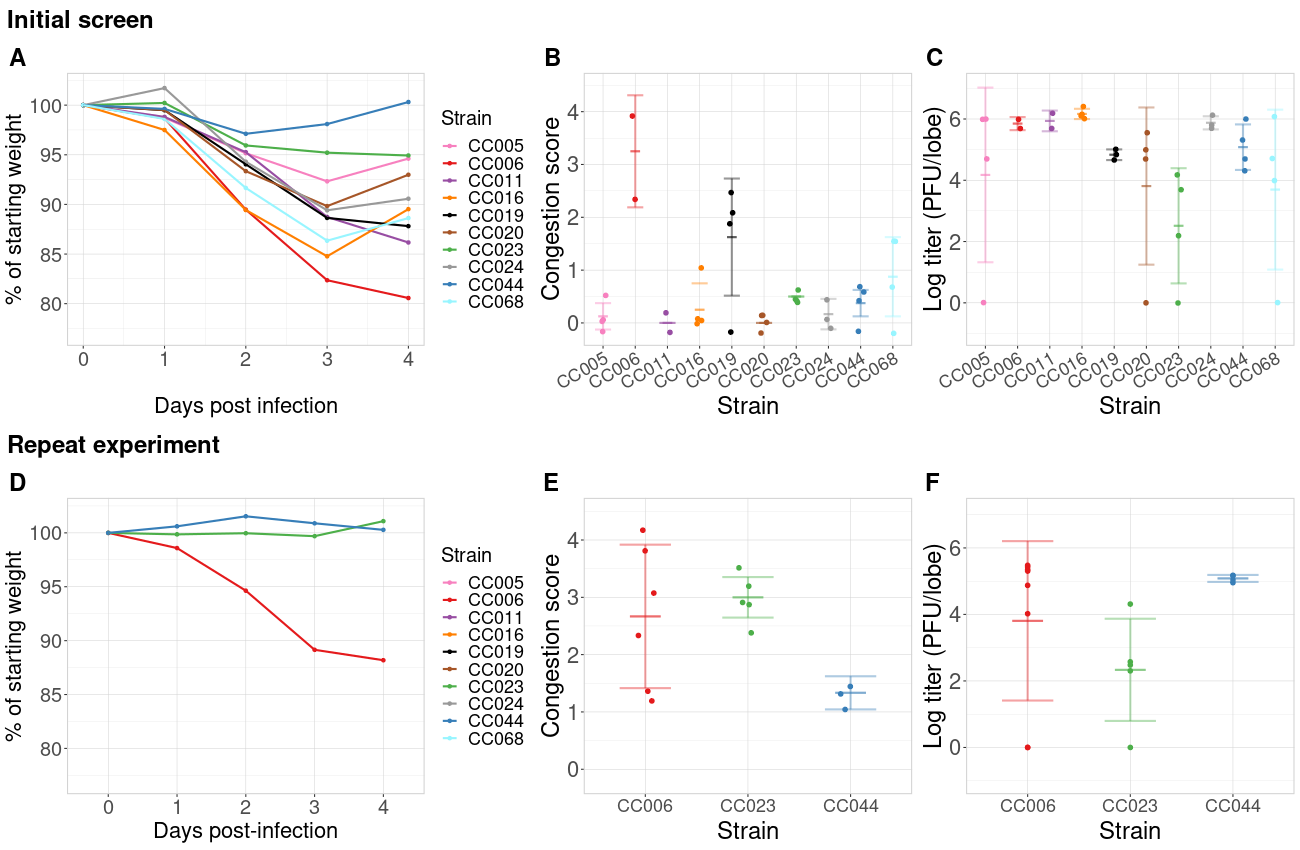 Initial screen
A
% of starting weight
100
95
90
85
80
0 1 2 3 4
Days post infection
Strain
CC005
CC006
CC011
CC016
CC019
CC020
CC023
CC024
CC044
CC068
B
Congestion score
4
3
2
1
0
CC005 CC006 CC011 CC016 CC019 CC020 CC023 CC024 CC044 CC068
Strain
C
Log titer (PFU/lobe)
6
4
2
0
CC005 CC006 CC011 CC016 CC019 CC020 CC023 CC024 CC044 CC068
Strain
Repeat experiment
D
% of starting weight
100
95
90
85
80
0 1 2 3 4
Days post-infection
Strain
CC005
CC006
CC011
CC016
CC019
CC020
CC023
CC024
CC044
CC068
E
Congestion score
4
3
2
1
0
CC006 CC023 CC044
Strain
F
Log titer (PFU/lobe)
6
4
2
0
CC006 CC023 CC044
Strain